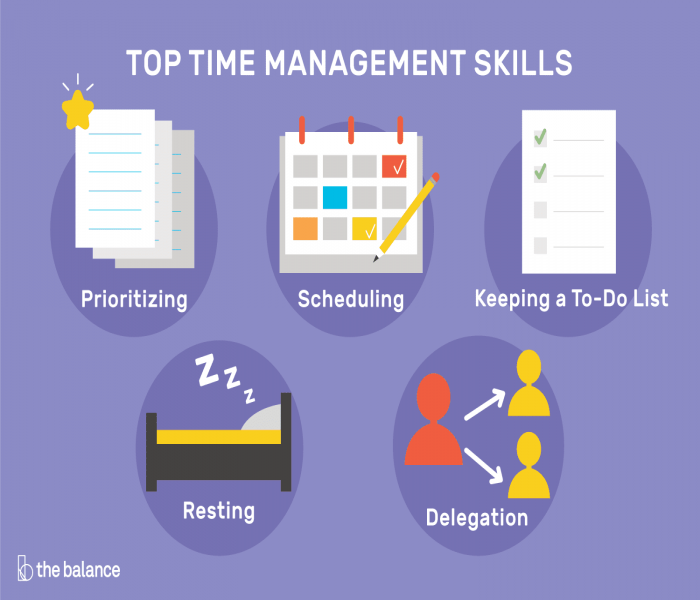 TOP TIME MANAGEMENT SKILLS
Prioritizing
Scheduling
Keeping a To-Do List
Z
Z
Z
Resting
Delegation
the balance